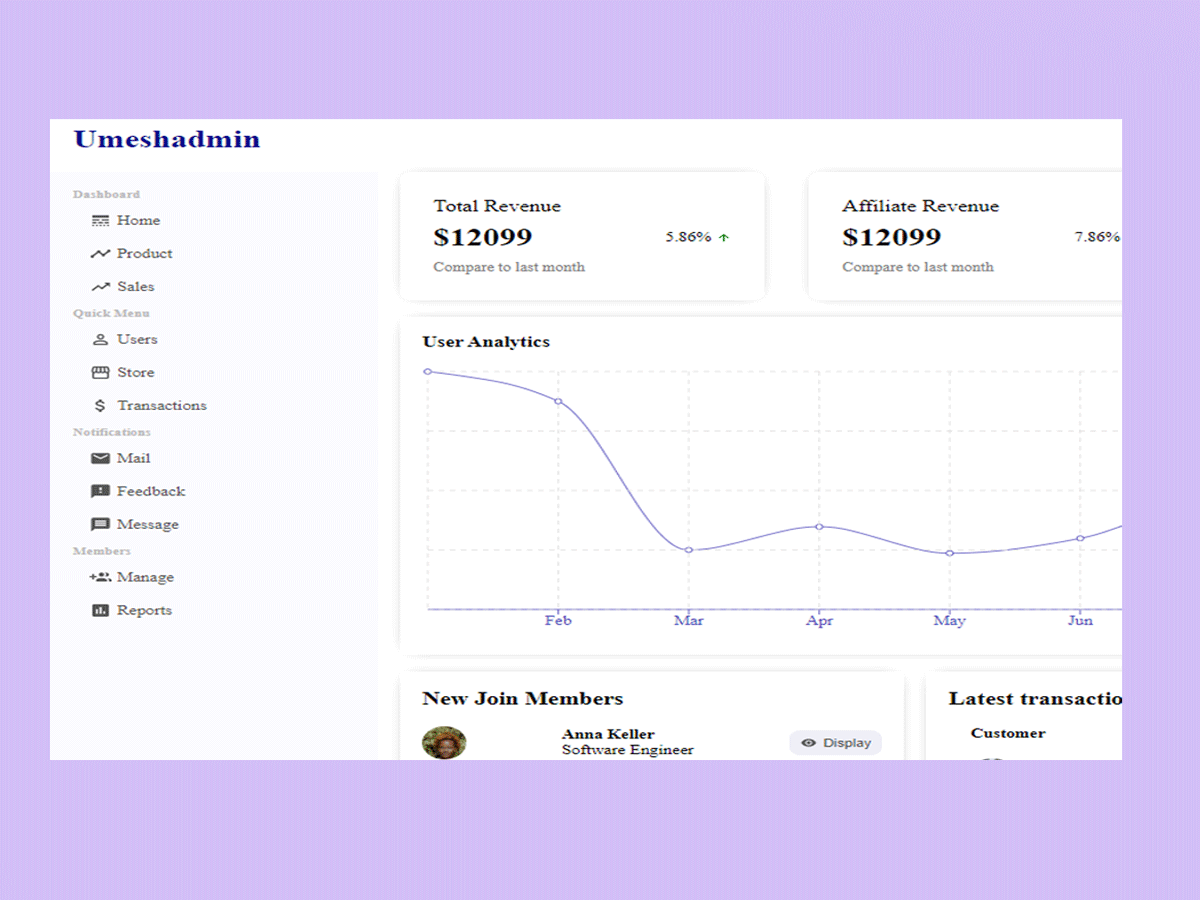 Umeshadmin
Dashboard
Home
Product
Sales
Quick Menu
Users
Store
Transactions
Notifications
Mail
Feedback
Message
Members
Manage
Reports
Total Revenue
$12099 5.86%
Compare to last month
Affiliate Revenue
$12099 7.86%
Compare to last month
User Analytics
Feb Mar Apr May Jun
New Join Members
Anna Keller
Software Engineer
Display
Latest transactio
Customer